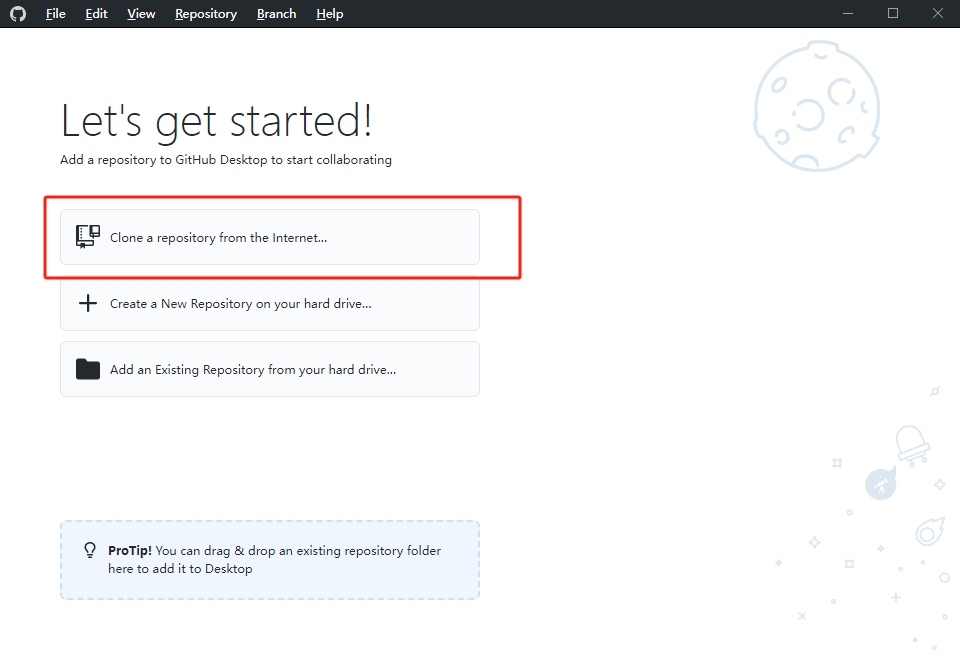 File Edit View Repository Branch Help
Let's get started!
Add a repository to GitHub Desktop to start collaborating
Clone a repository from the Internet...
Create a New Repository on your hard drive...
Add an Existing Repository from your hard drive...
ProTip! You can drag & drop an existing repository folder
here to add it to Desktop